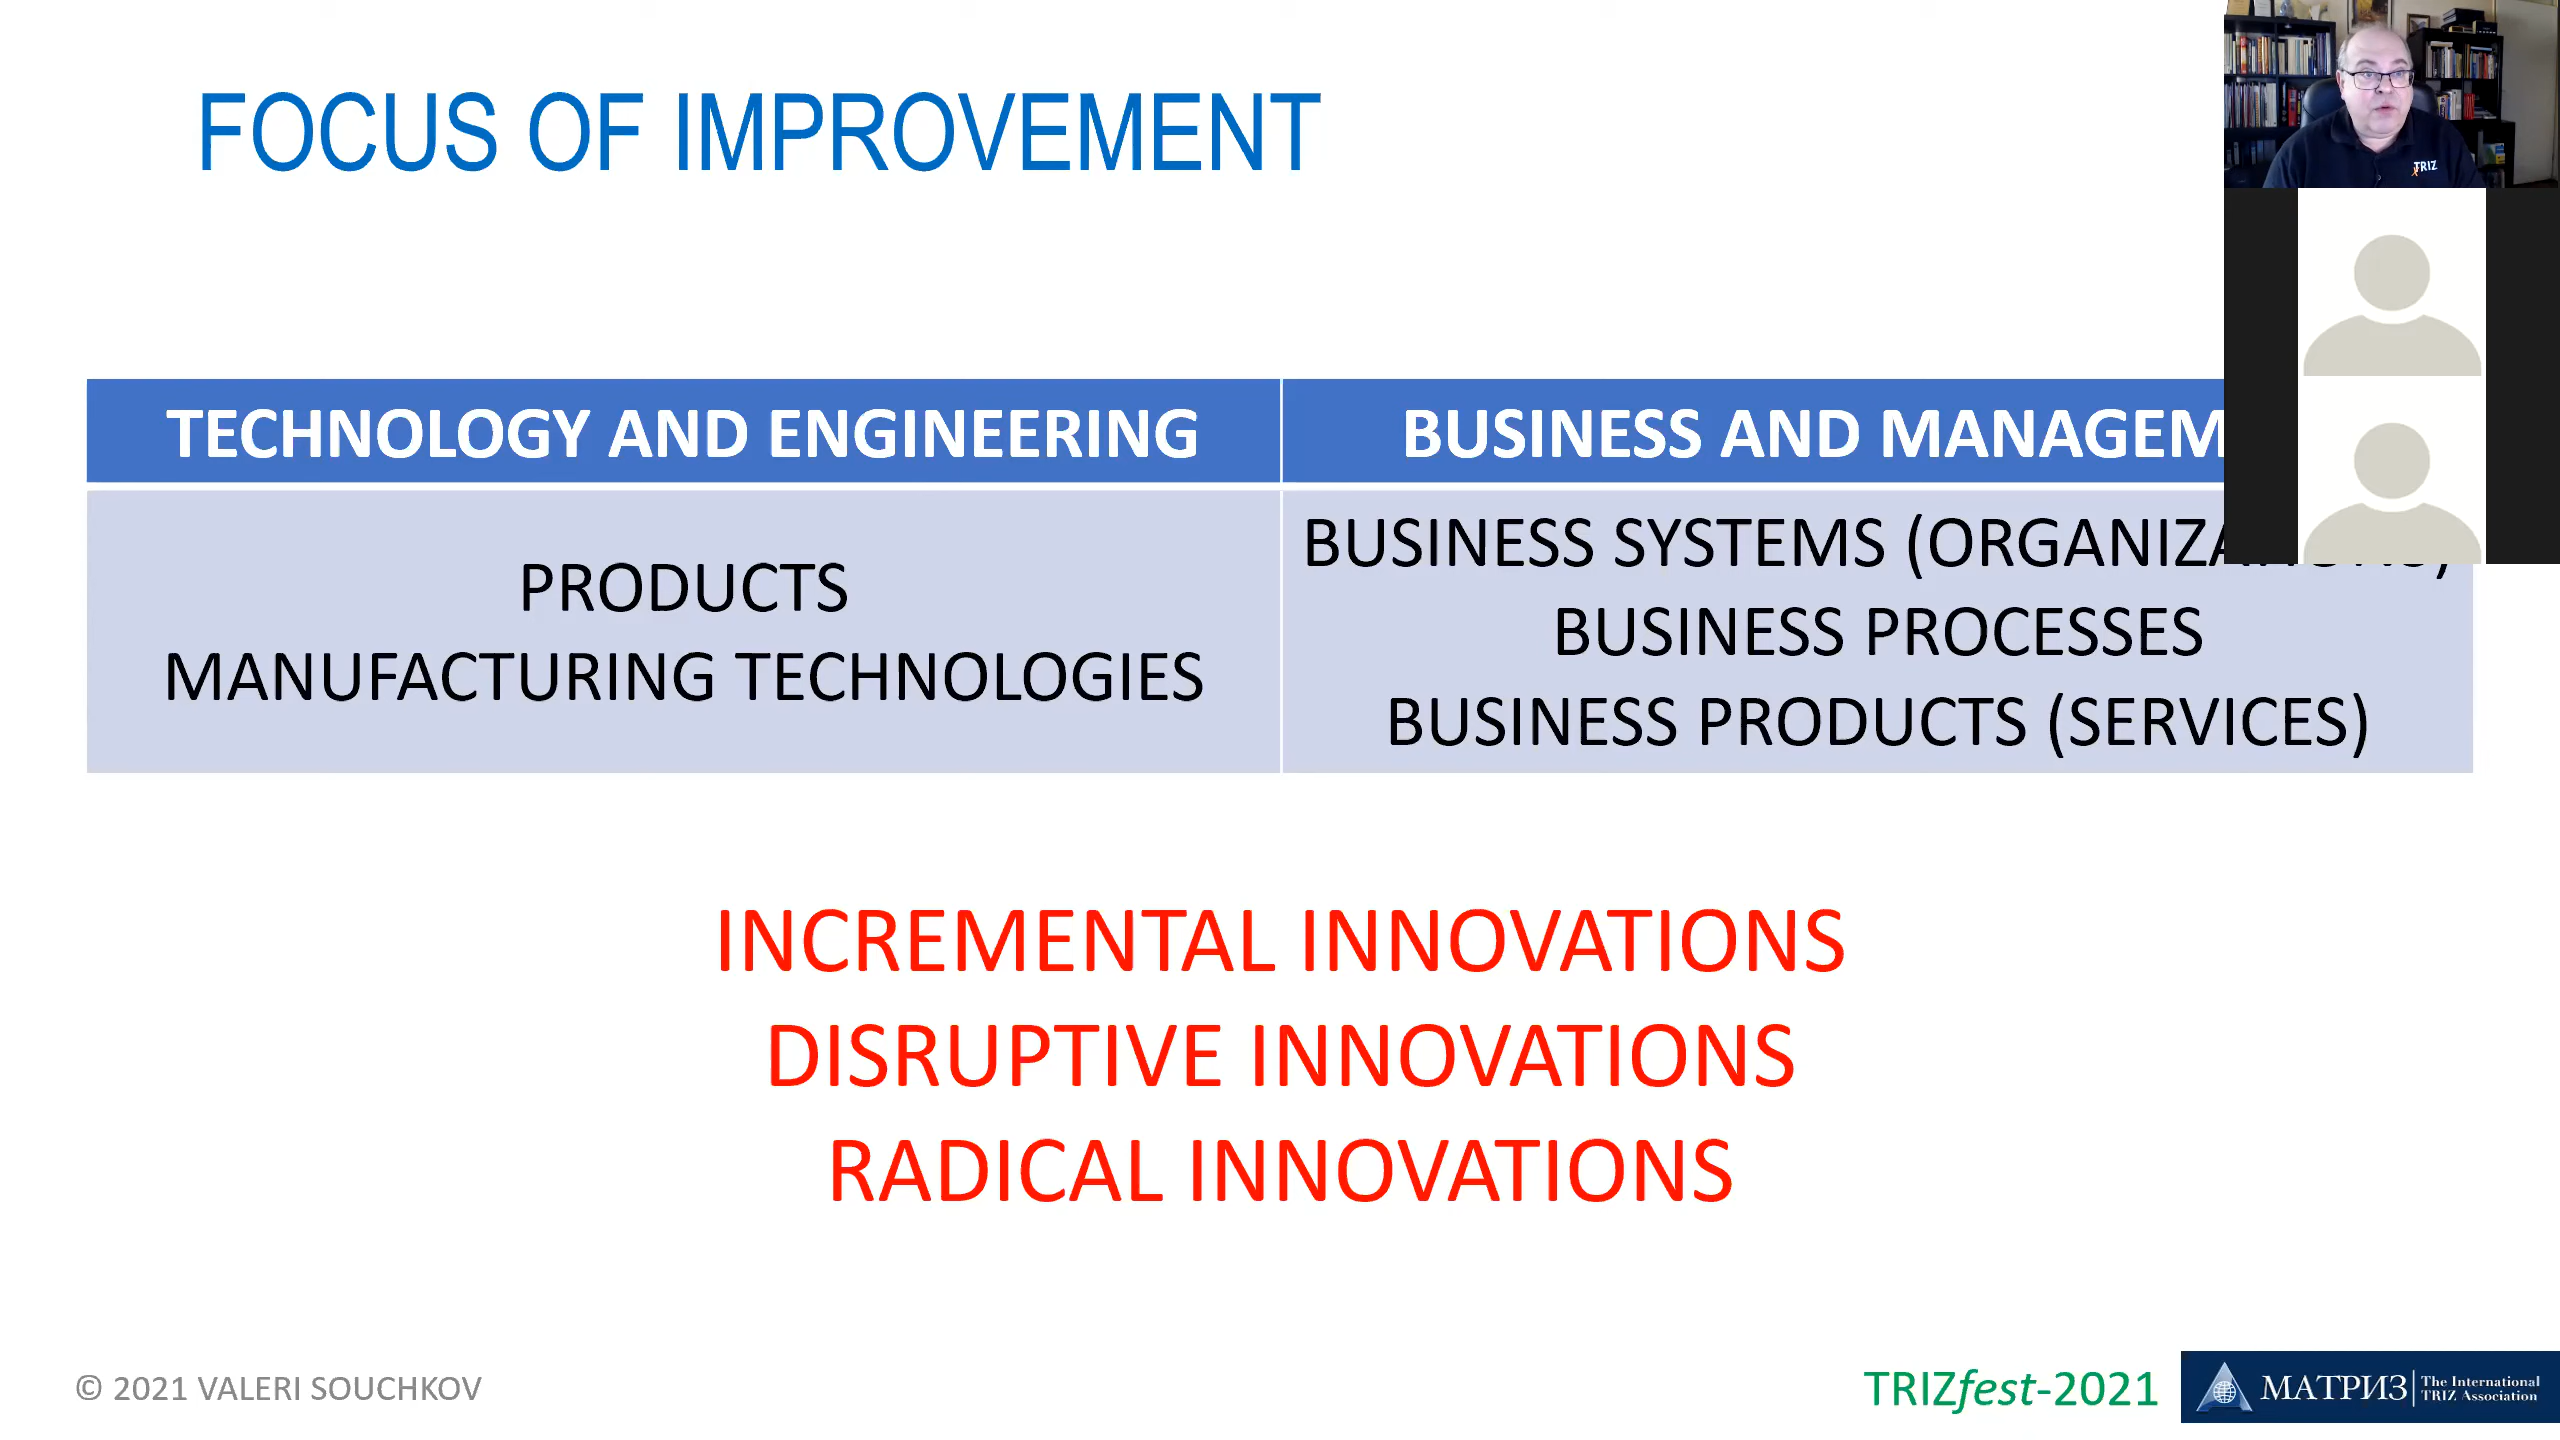 FOCUS OF IMPROVEMENT
TRIZ
TECHNOLOGY AND ENGINEERING
BUSINESS AND MANAGEM
PRODUCTS
MANUFACTURING TECHNOLOGIES
BUSINESS SYSTEMS (ORGANIZATIONS)
BUSINESS PROCESSES
BUSINESS PRODUCTS (SERVICES)
INCREMENTAL INNOVATIONS
DISRUPTIVE INNOVATIONS
RADICAL INNOVATIONS
© 2021 VALERI SOUCHKOV
TRIZfest-2021
МАТРИЗ
The International
TRIZ Association